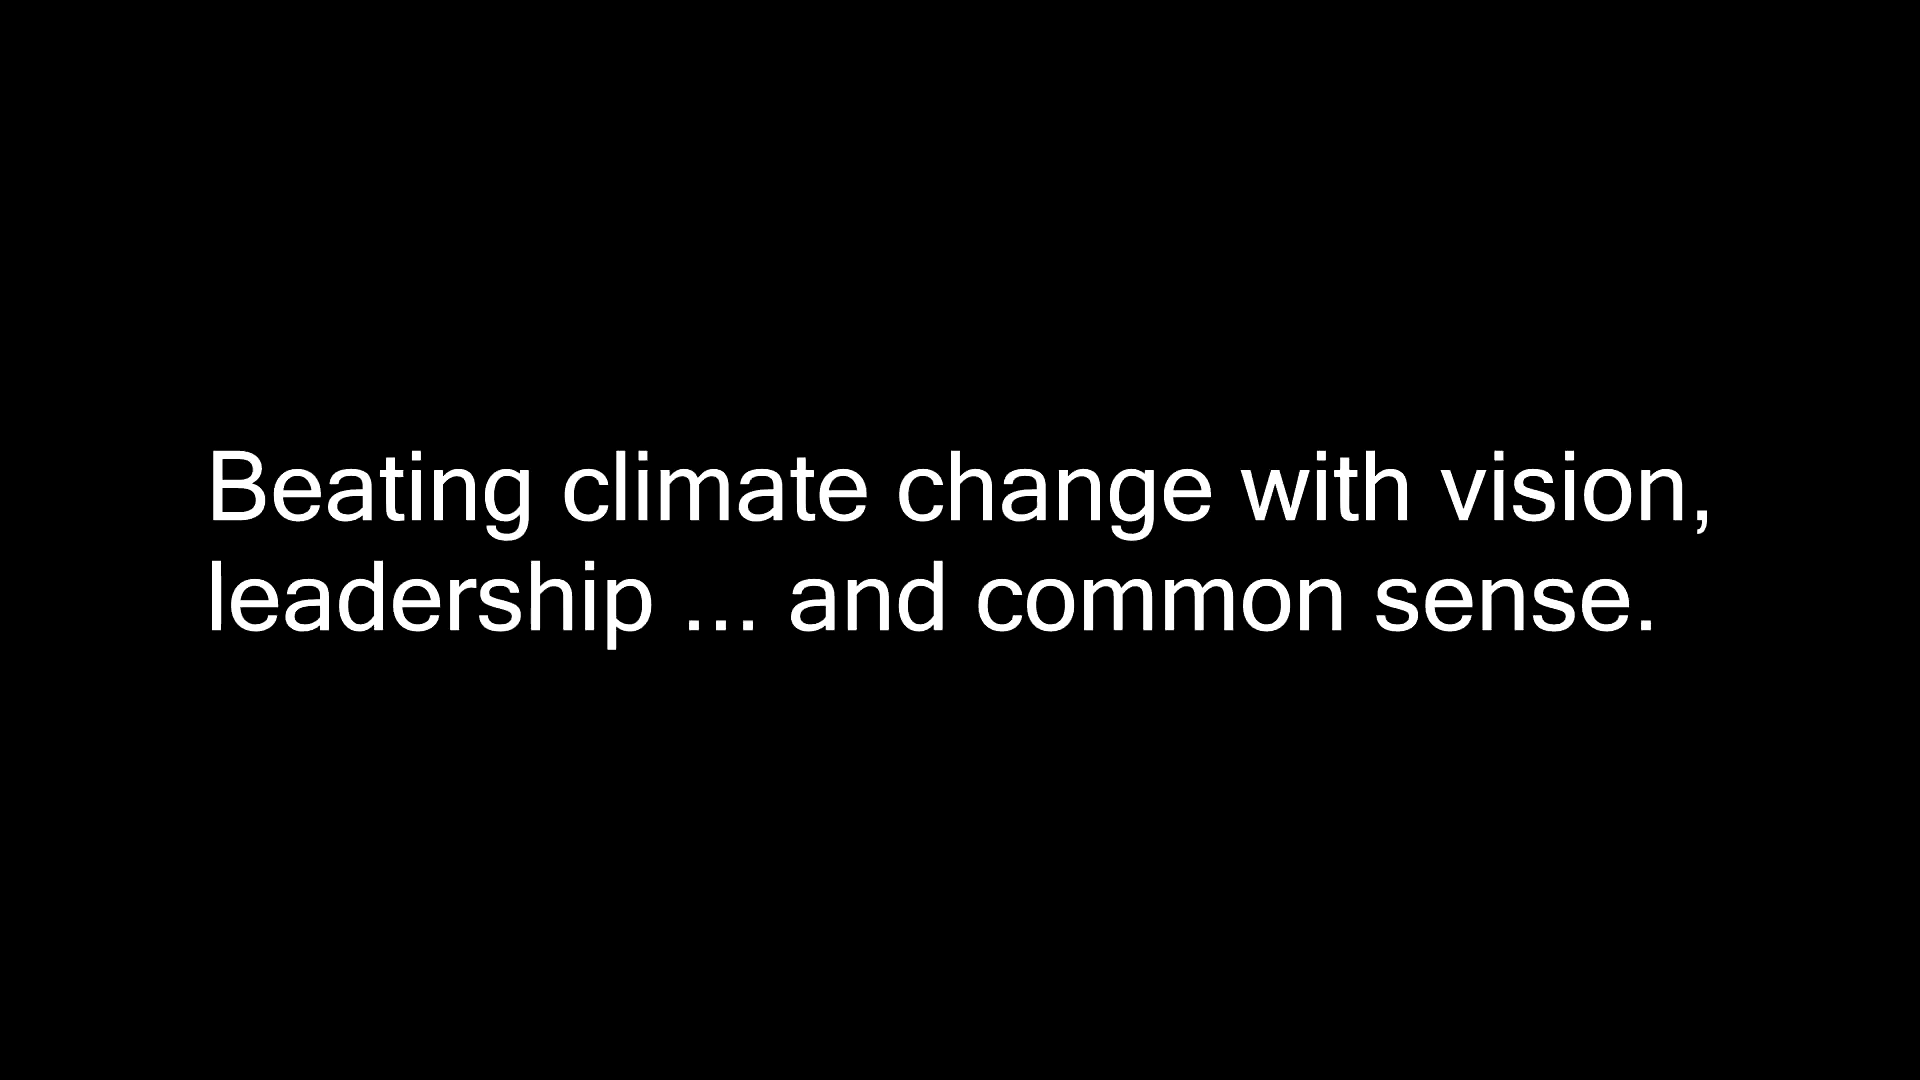 Beating climate change with vision,
leadership ... and common sense.